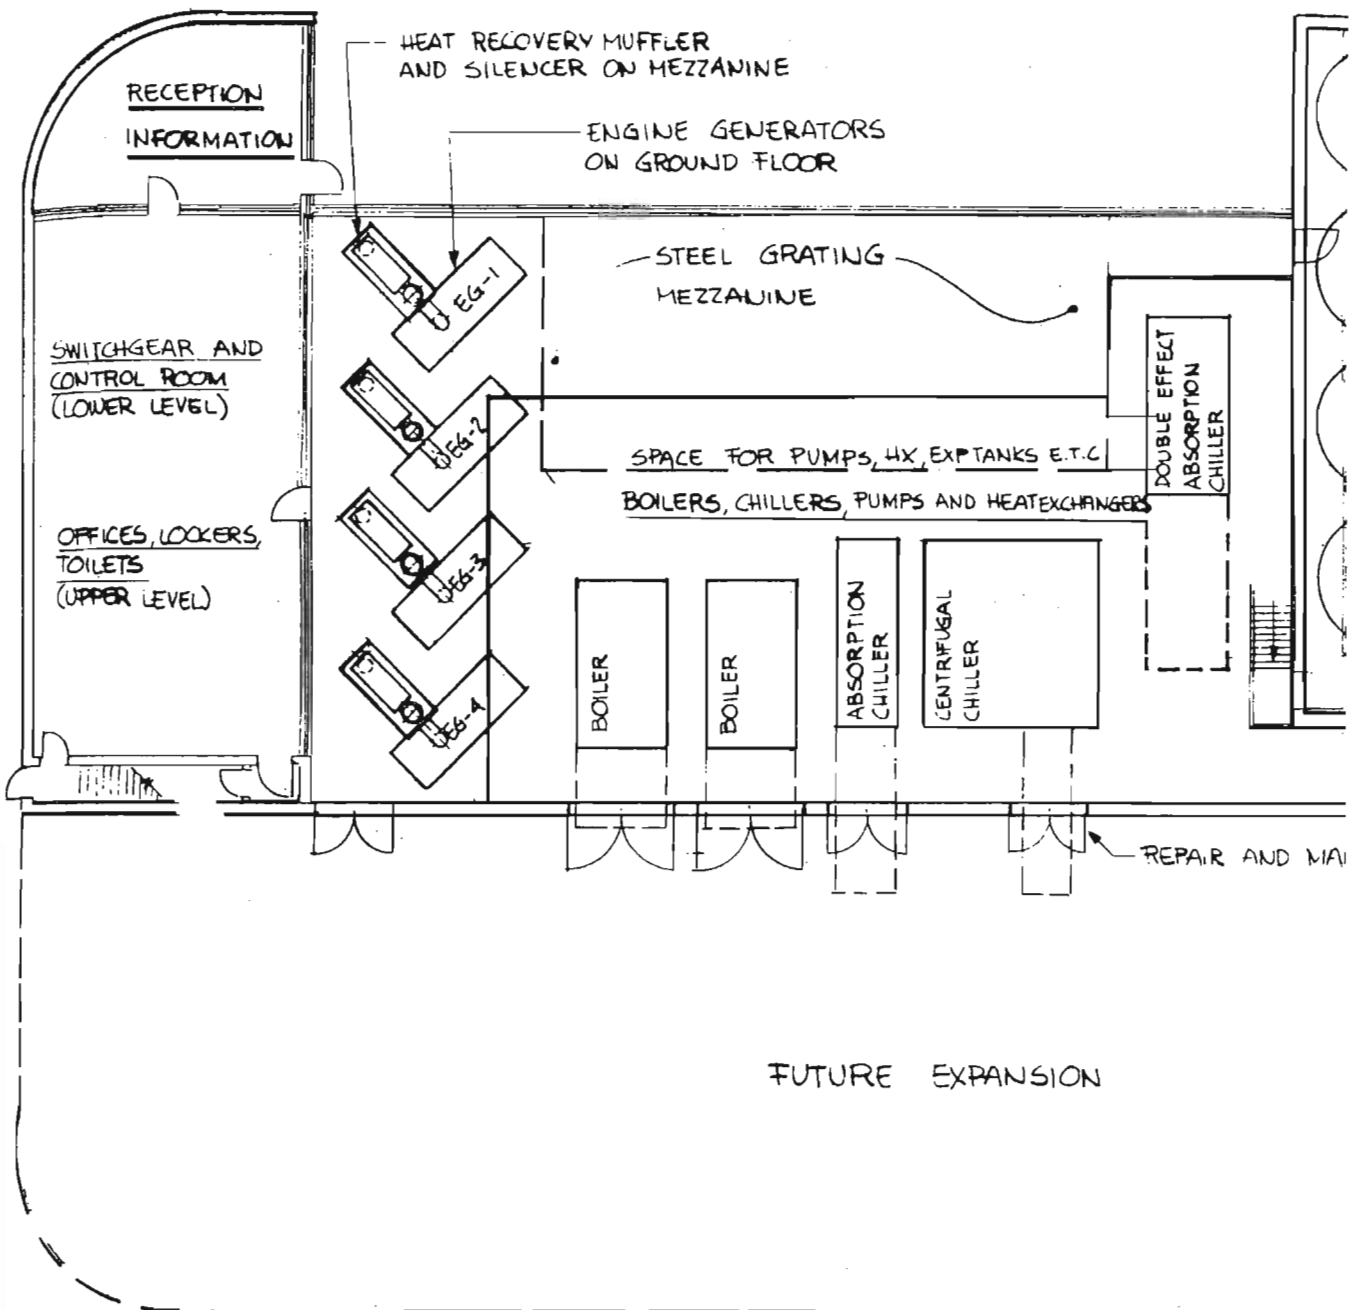 HEAT RECOVERY MUFFLER
AND SILENCER ON MEZZANINE
RECEPTION
INFORMATION
ENGINE GENERATORS
ON GROUND FLOOR
STEEL GRATING
MEZZANINE
EG-1
EG-2
EG-3
EG-4
SWITCHGEAR AND
CONTROL ROOM
(LOWER LEVEL)
OFFICES, LOCKERS,
TOILETS
(UPPER LEVEL)
DOUBLE EFFECT
ABSORPTION
CHILLER
SPACE FOR PUMPS, HX, EXP TANKS E.T.C
BOILERS, CHILLERS, PUMPS AND HEATEXCHANGERS
BOILER
BOILER
ABSORPTION
CHILLER
CENTRIFUGAL
CHILLER
REPAIR AND MAI
FUTURE EXPANSION